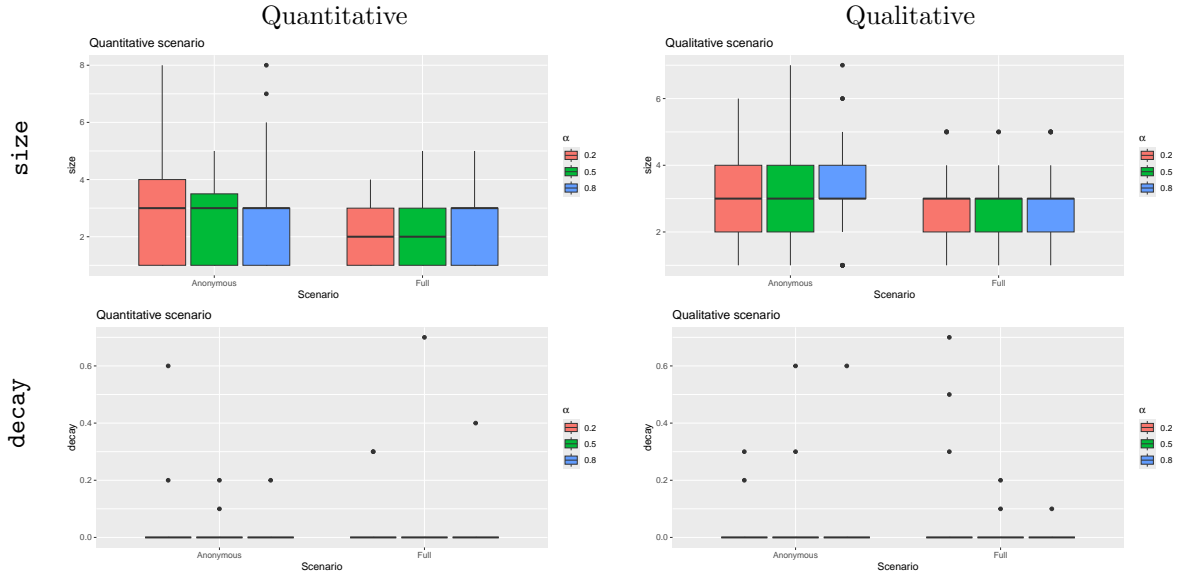 Quantitative
Qualitative
size
Quantitative scenario
8
6
4
2
size
Anonymous
Full
Scenario
α
0.2
0.5
0.8
Qualitative scenario
6
4
2
size
Anonymous
Full
Scenario
α
0.2
0.5
0.8
decay
Quantitative scenario
0.6
0.4
0.2
0.0
decay
Anonymous
Full
Scenario
α
0.2
0.5
0.8
Qualitative scenario
0.6
0.4
0.2
0.0
decay
Anonymous
Full
Scenario
α
0.2
0.5
0.8